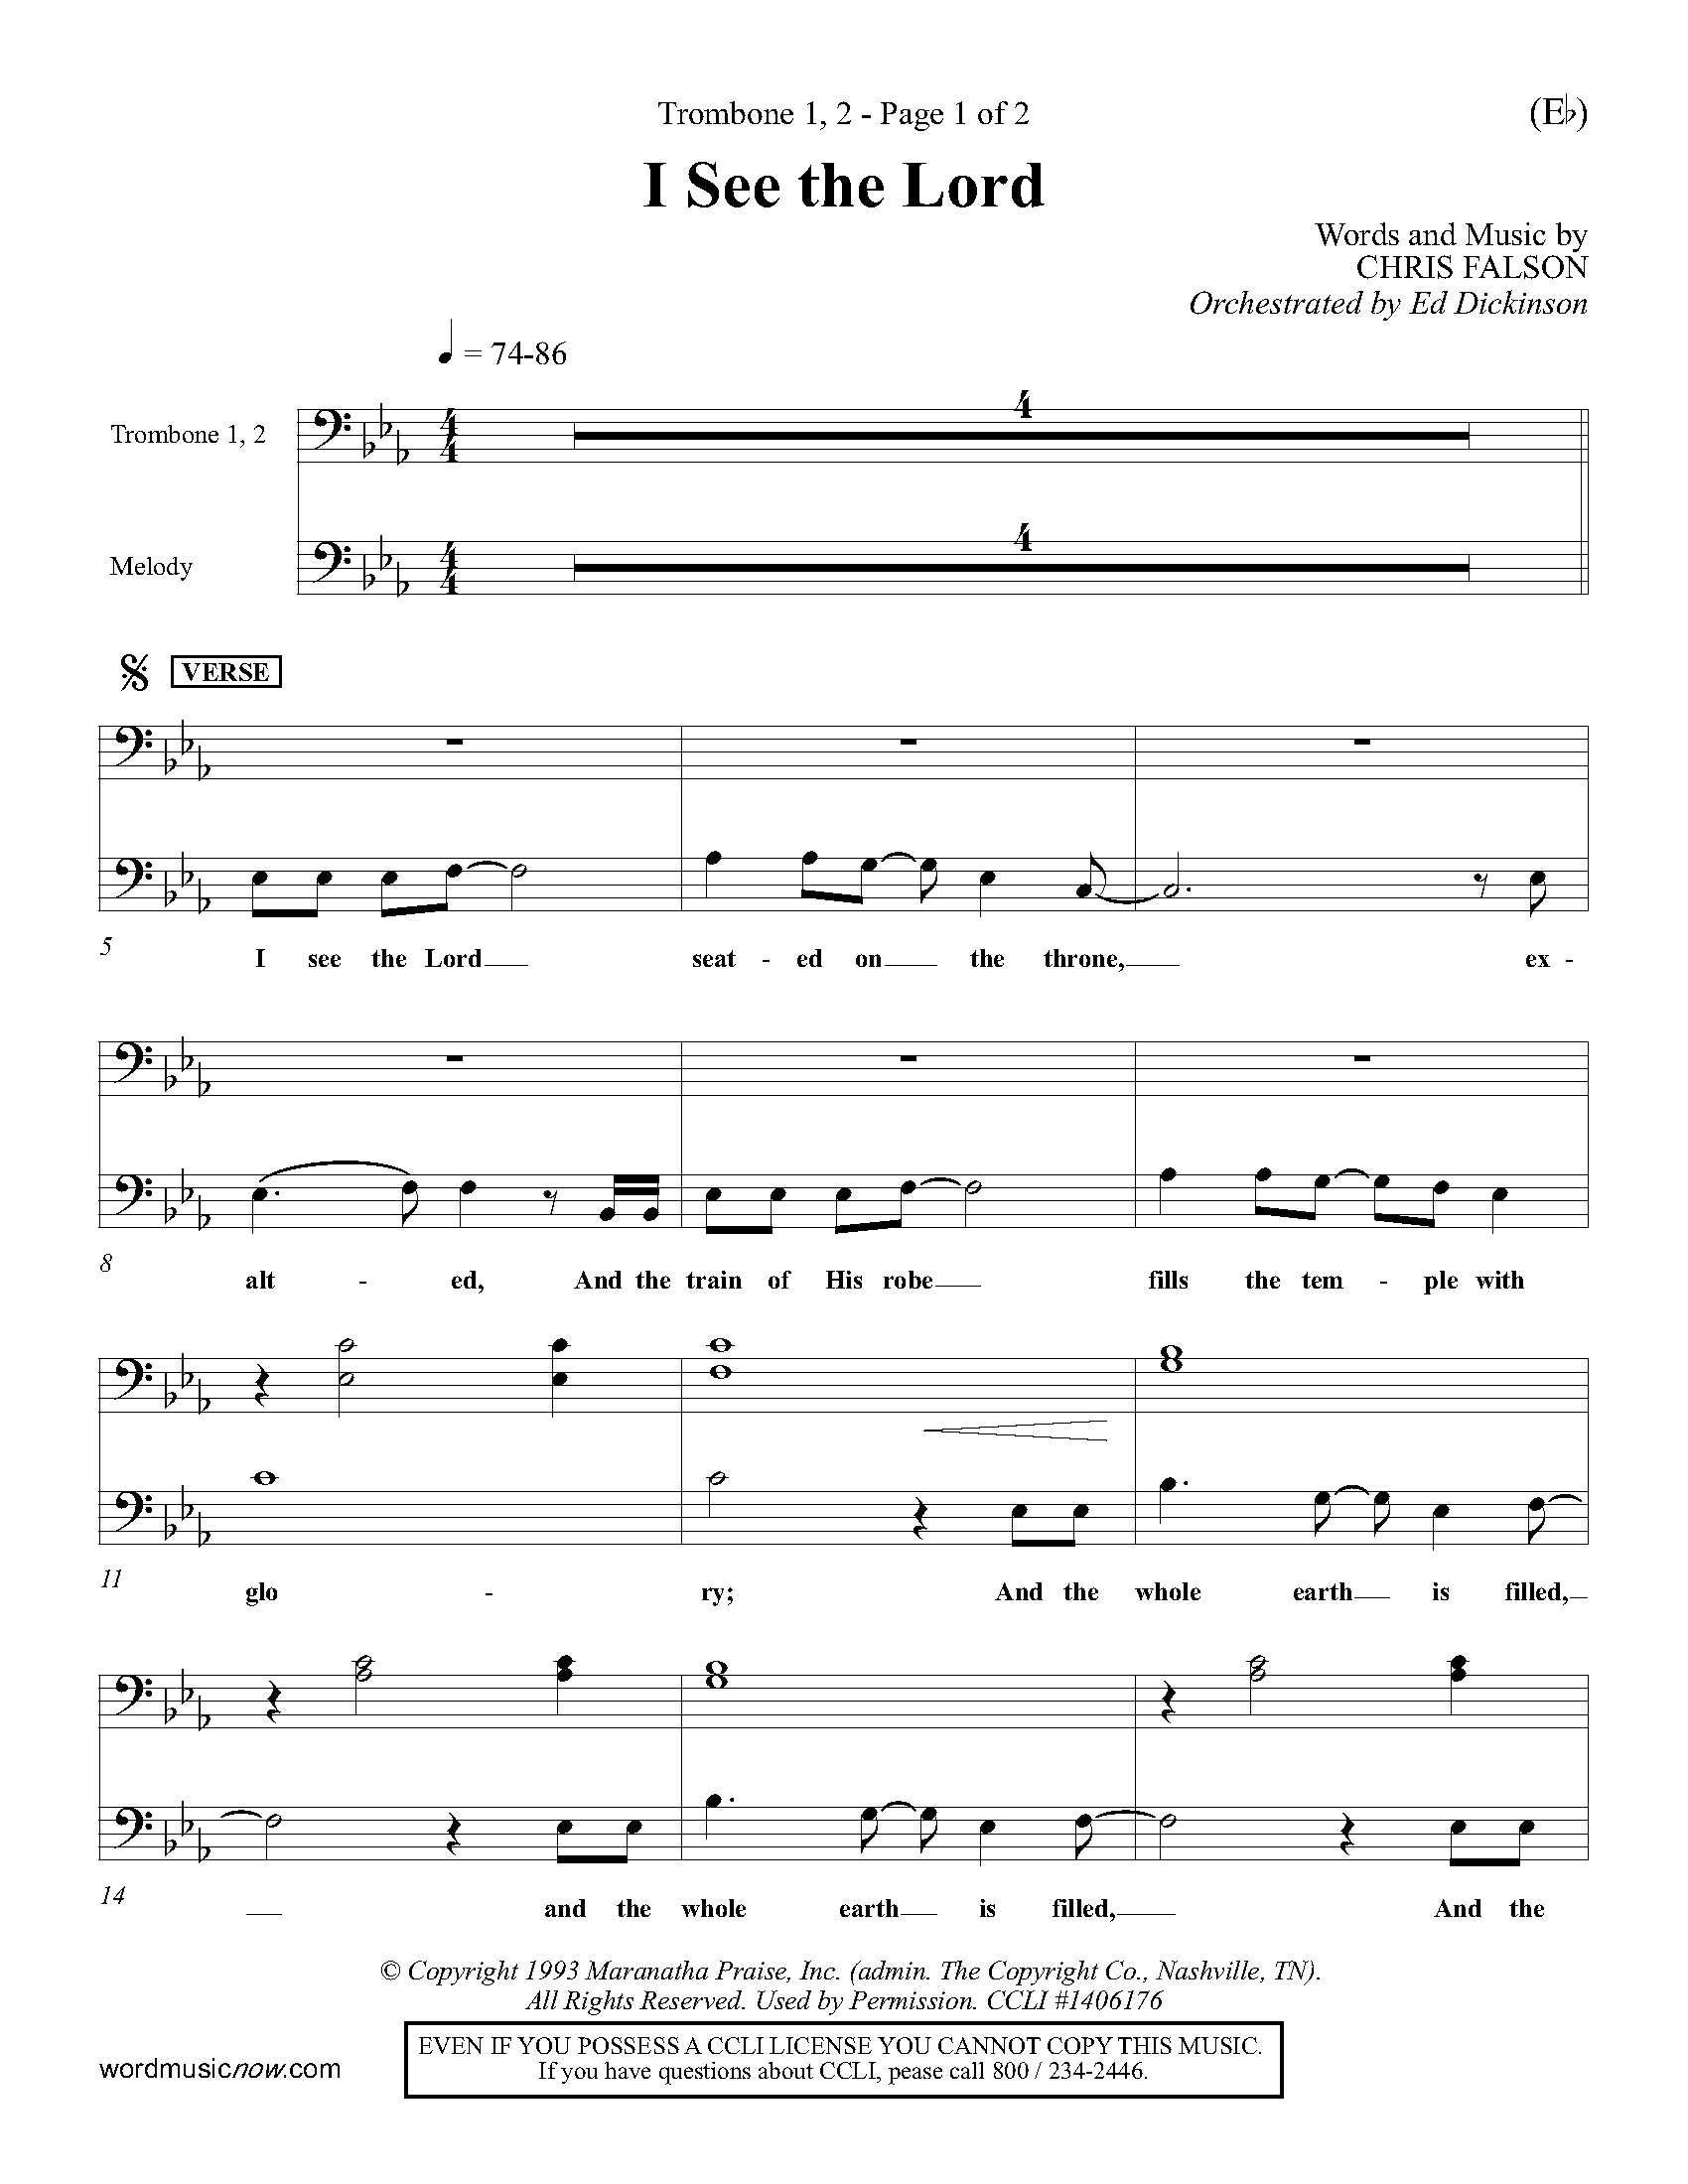 Trombone 1, 2 - Page 1 of 2
(E♭)
I See the Lord
Words and Music by
CHRIS FALSON
Orchestrated by Ed Dickinson
♩ = 74-86
Trombone 1, 2
4
4
4
Melody
4
4
4
VERSE
5
I see the Lord seat - ed on the throne, ex -
8
alt - ed, And the train of His robe fills the tem - ple with
11
glo - ry; And the whole earth is filled,
14
and the whole earth is filled, And the
© Copyright 1993 Maranatha Praise, Inc. (admin. The Copyright Co., Nashville, TN).
All Rights Reserved. Used by Permission. CCLI #1406176
EVEN IF YOU POSSESS A CCLI LICENSE YOU CANNOT COPY THIS MUSIC.
If you have questions about CCLI, pease call 800 / 234-2446.
wordmusicnow.com